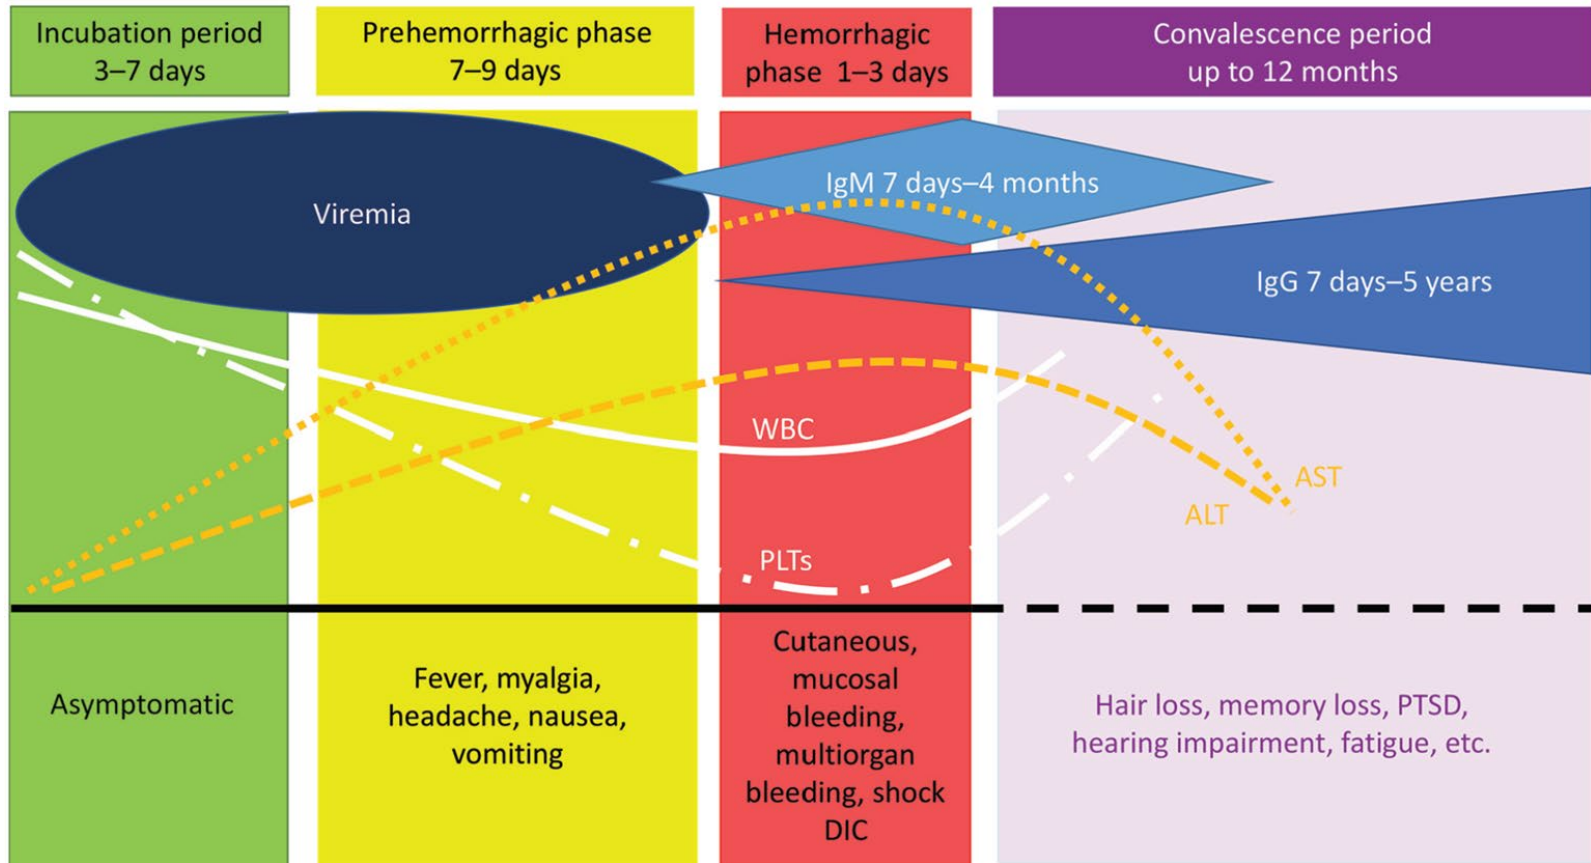 Incubation period
3–7 days
Prehemorrhagic phase
7–9 days
Hemorrhagic
phase 1–3 days
Convalescence period
up to 12 months
Viremia
IgM 7 days–4 months
IgG 7 days–5 years
WBC
PLTs
AST
ALT
Asymptomatic
Fever, myalgia,
headache, nausea,
vomiting
Cutaneous,
mucosal
bleeding,
multiorgan
bleeding, shock
DIC
Hair loss, memory loss, PTSD,
hearing impairment, fatigue, etc.